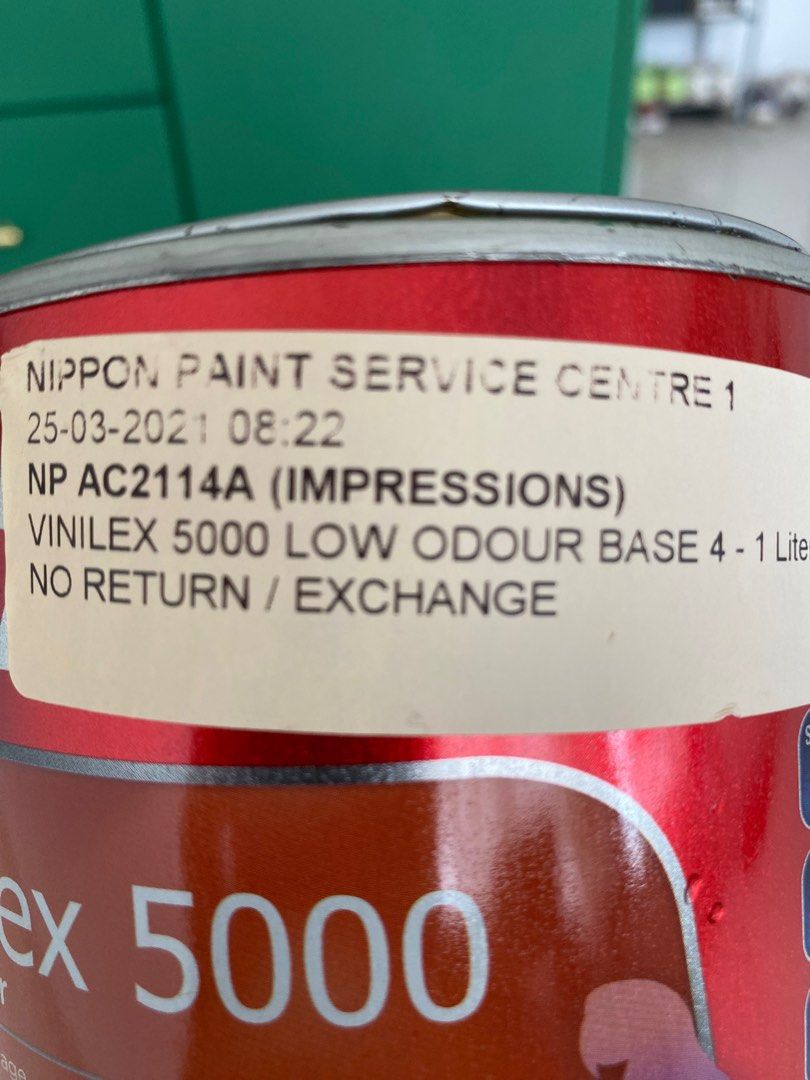 NIPPON PAINT SERVICE CENTRE 1
25-03-2021 08:22
NP AC2114A (IMPRESSIONS)
VINILEX 5000 LOW ODOUR BASE 4 - 1 Lite
NO RETURN / EXCHANGE
ex 5000